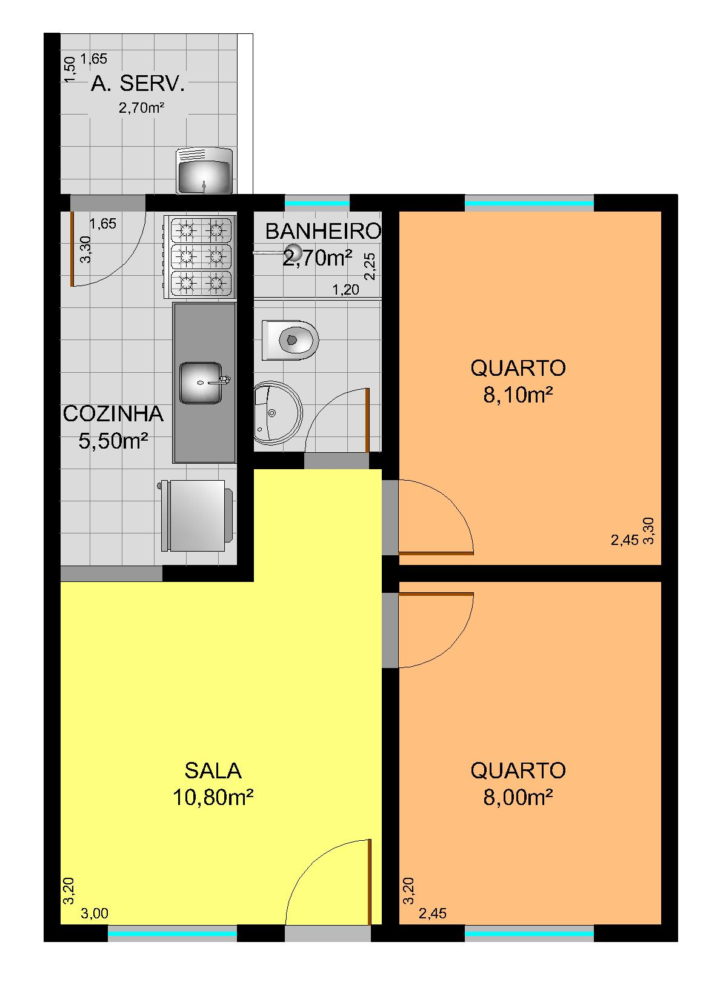 1,65
1,50
A. SERV.
2,70m²
1,65
3,30
BANHEIRO
2,70m²
2,25
1,20
QUARTO
8,10m²
COZINHA
5,50m²
2,45
3,30
SALA
10,80m²
QUARTO
8,00m²
3,20
3,00
3,20
2,45